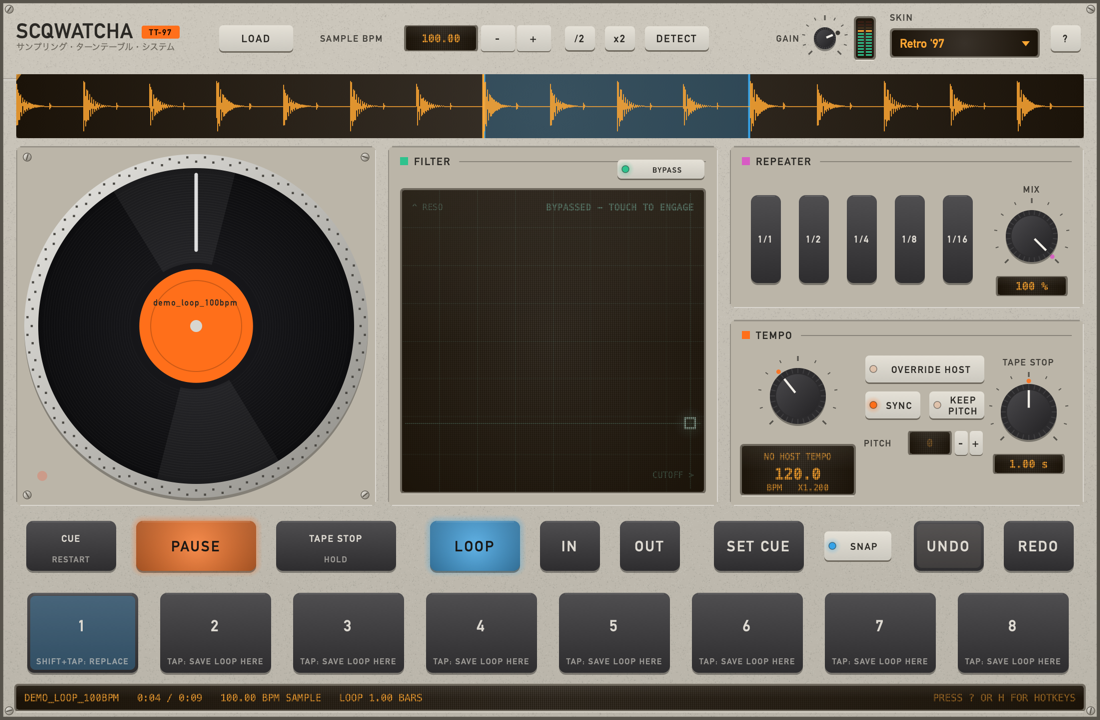 SCQWATCHA TT-97
サンプリング・ターンテーブル・システム
LOAD
SAMPLE BPM 100.00 - + /2 x2 DETECT
GAIN
SKIN
Retro '97
?
FILTER
BYPASS
^ RESO
BYPASSED – TOUCH TO ENGAGE
CUTOFF >
demo_loop_100bpm
REPEATER
1/1 1/2 1/4 1/8 1/16
MIX
100 %
TEMPO
NO HOST TEMPO
120.0
BPM X1.200
OVERRIDE HOST
SYNC
KEEP
PITCH
PITCH 0 - +
TAPE STOP
1.00 s
CUE
RESTART
PAUSE
TAPE STOP
HOLD
LOOP
IN
OUT
SET CUE
SNAP
UNDO
REDO
1
SHIFT+TAP: REPLACE
2
TAP: SAVE LOOP HERE
3
TAP: SAVE LOOP HERE
4
TAP: SAVE LOOP HERE
5
TAP: SAVE LOOP HERE
6
TAP: SAVE LOOP HERE
7
TAP: SAVE LOOP HERE
8
TAP: SAVE LOOP HERE
DEMO_LOOP_100BPM 0:04 / 0:09 100.00 BPM SAMPLE LOOP 1.00 BARS
PRESS ? OR H FOR HOTKEYS